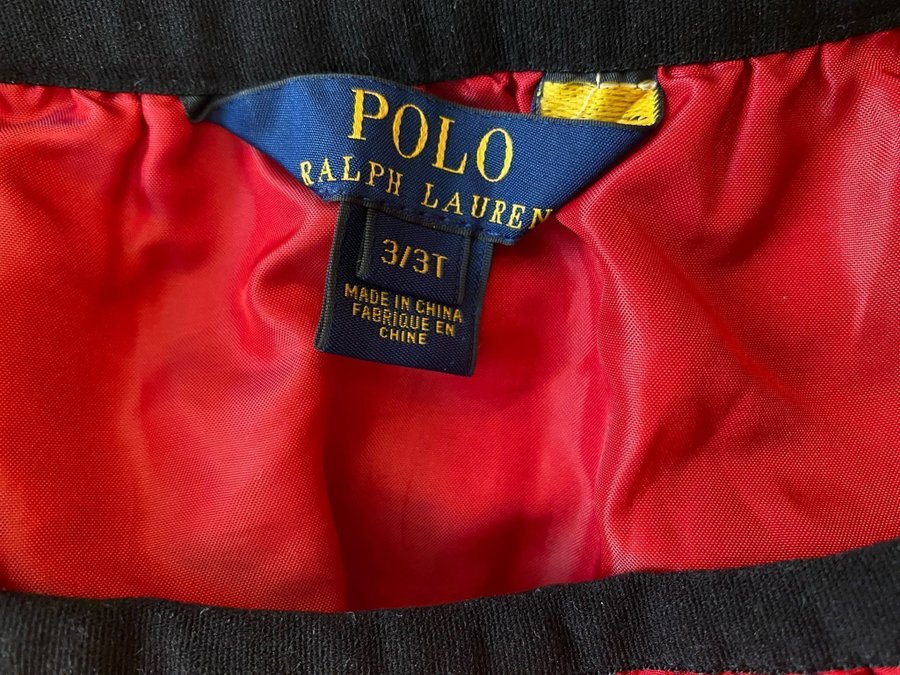 POLO
RALPH LAUREN
3/3T
MADE IN CHINA
FABRIQUE EN
CHINE